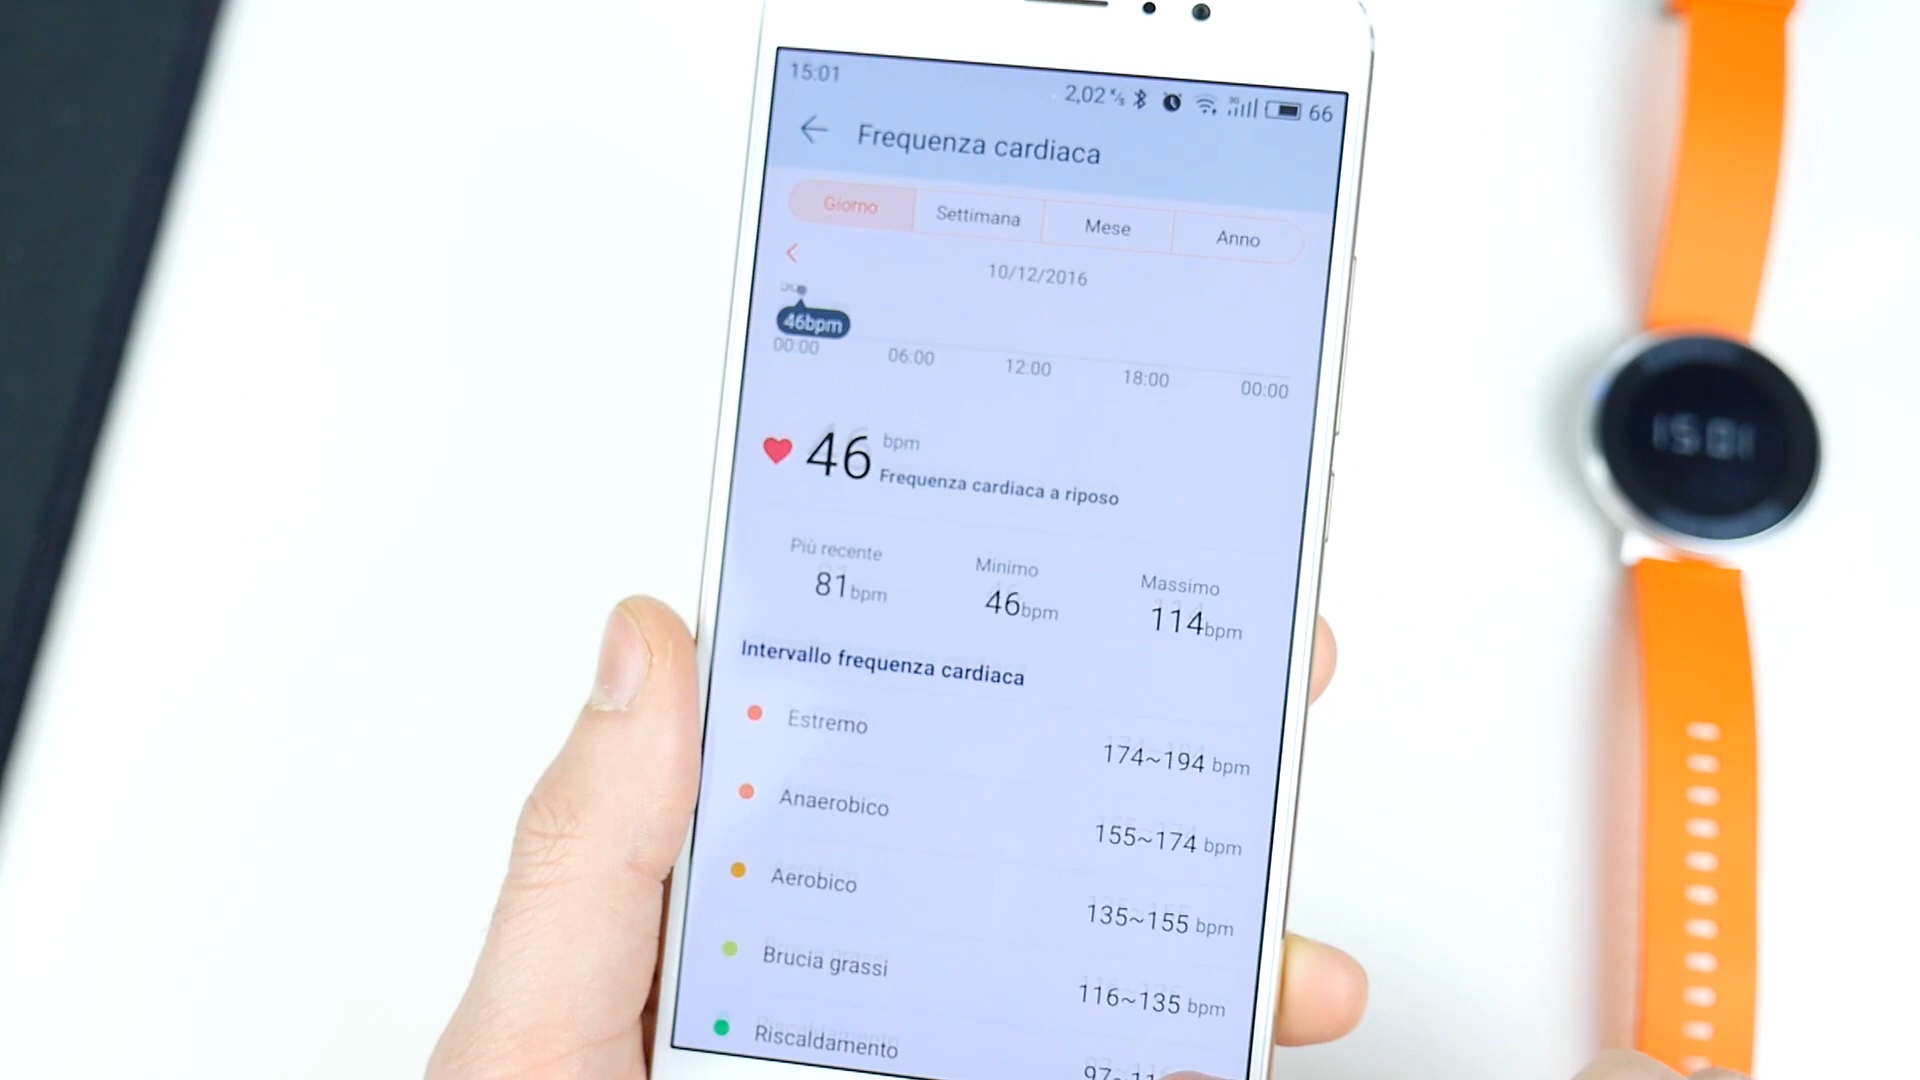 15:01
2,02 K/s 66
Frequenza cardiaca
Giorno Settimana Mese Anno
10/12/2016
46bpm
00:00 06:00 12:00 18:00 00:00
46 bpm
Frequenza cardiaca a riposo
Più recente Minimo Massimo
81bpm 46bpm 114bpm
Intervallo frequenza cardiaca
Estremo 174~194 bpm
Anaerobico 155~174 bpm
Aerobico 135~155 bpm
Brucia grassi 116~135 bpm
Riscaldamento
15 01